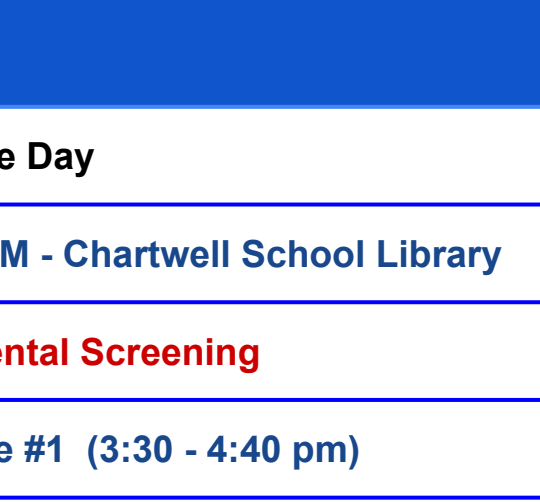 e Day
M - Chartwell School Library
ental Screening
e #1 (3:30 - 4:40 pm)